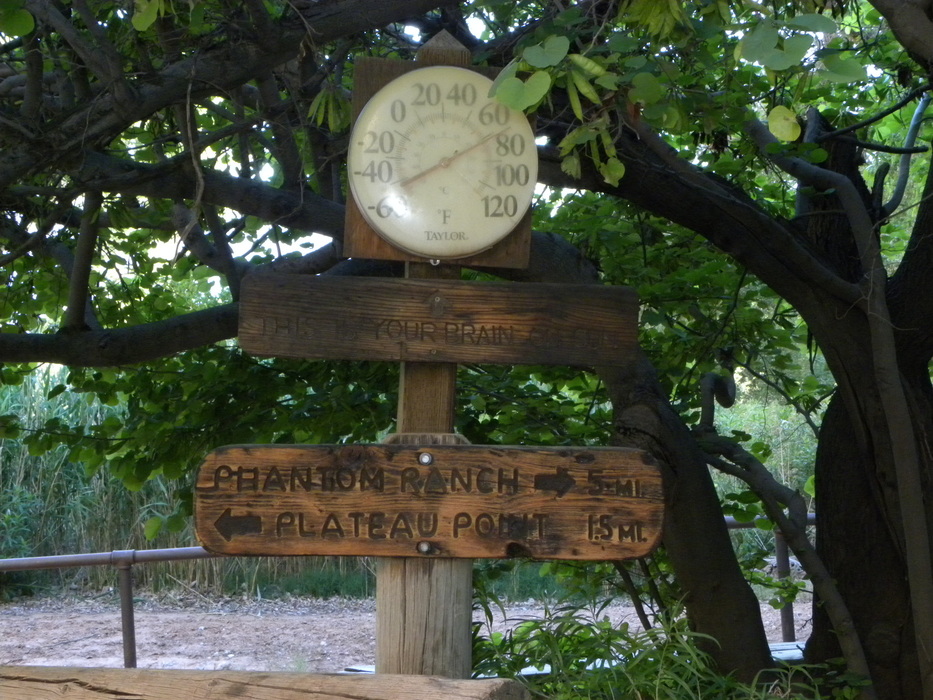 20 40
0 60
-20 80
-40 100
-60 120
°C
°F
TAYLOR
THIS YOUR BRAIN
PHANTOM RANCH → 5 MI.
← PLATEAU POINT 1.5 MI.